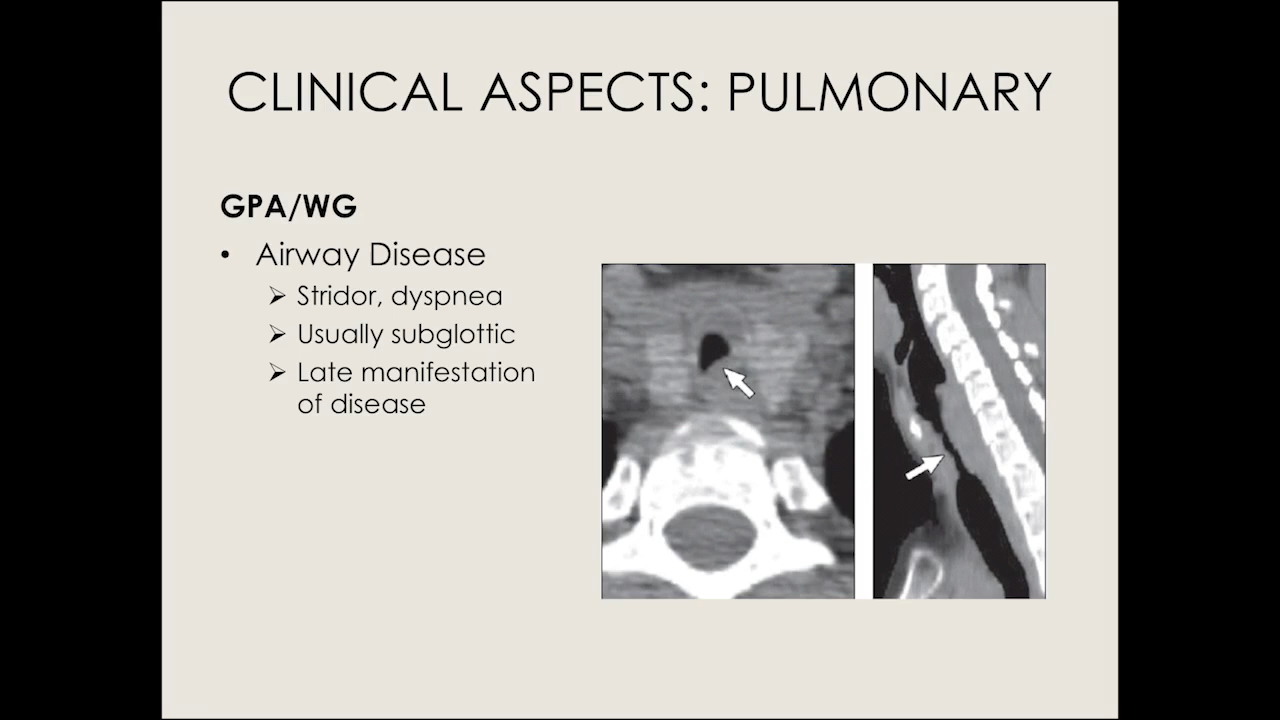 CLINICAL ASPECTS: PULMONARY
GPA/WG
• Airway Disease
➢ Stridor, dyspnea
➢ Usually subglottic
➢ Late manifestation
of disease